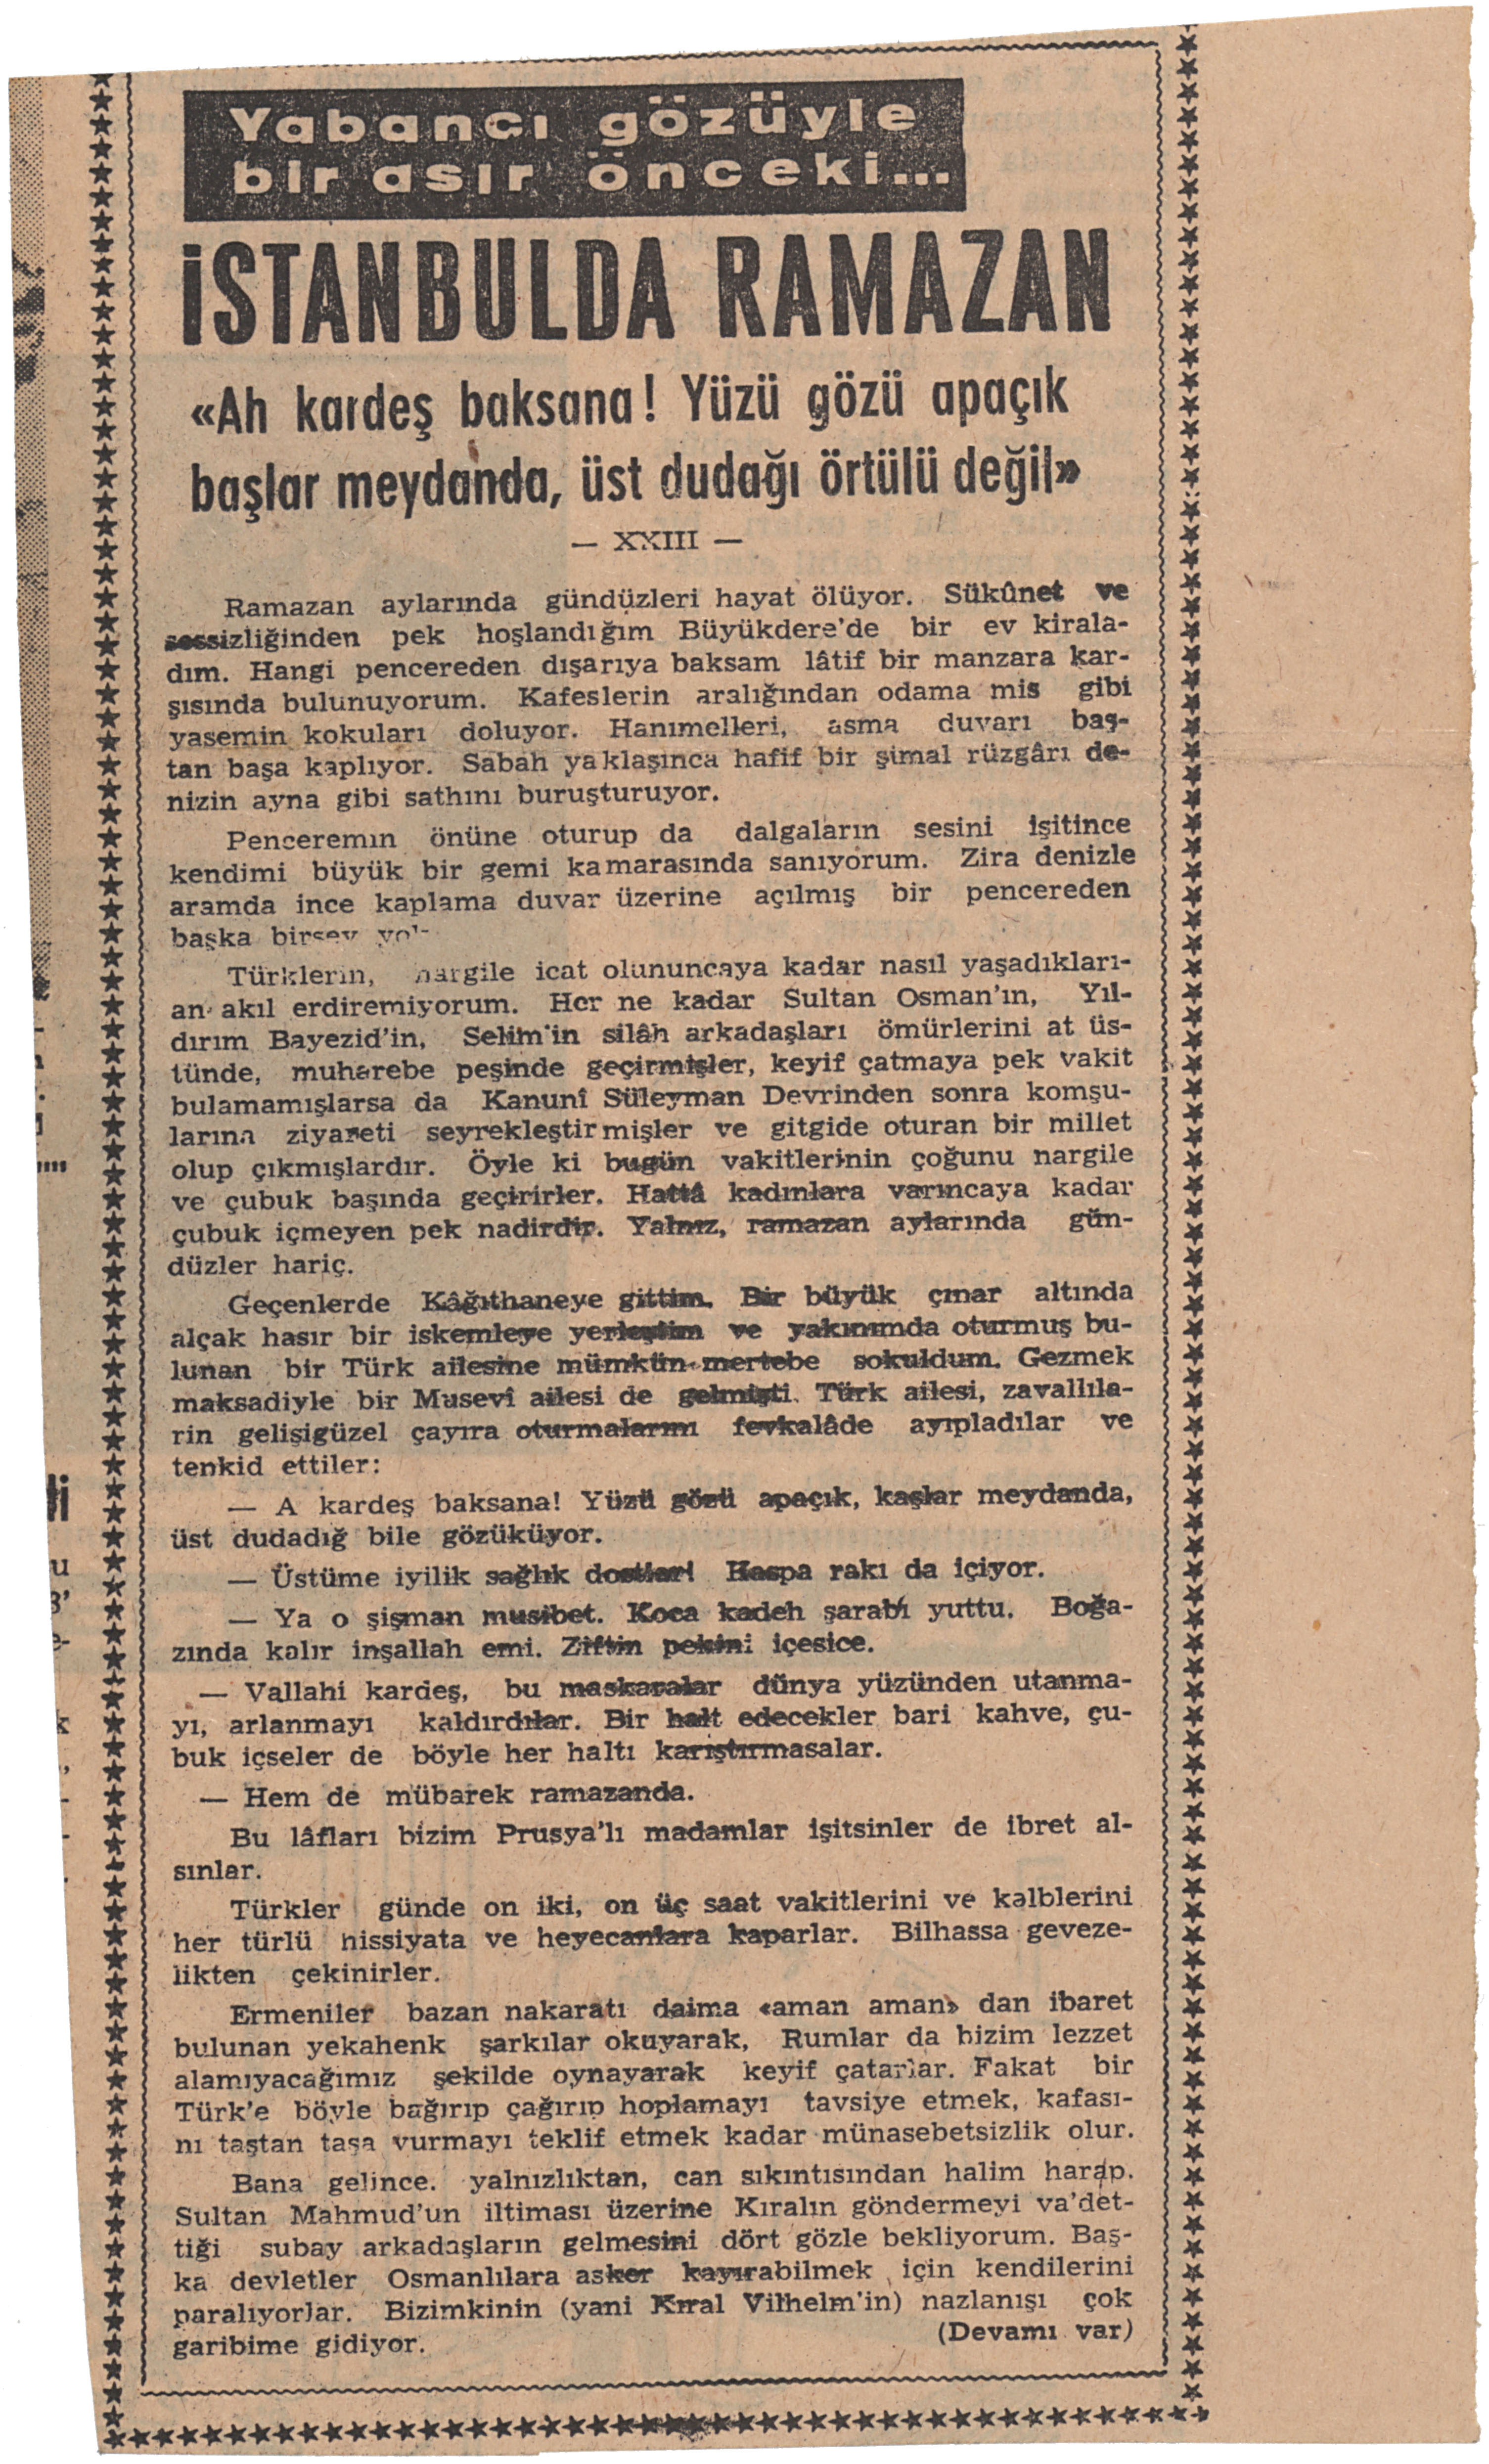 Yabancı gözüyle
bir asır önceki...
İSTANBULDA RAMAZAN
«Ah kardeş baksana! Yüzü gözü apaçık
başlar meydanda, üst dudağı örtülü değil»
— XXIII —
Ramazan aylarında gündüzleri hayat ölüyor. Sükûnet ve
sessizliğinden pek hoşlandığım Büyükdere'de bir ev kirala-
dım. Hangi pencereden dışarıya baksam lâtif bir manzara kar-
şısında bulunuyorum. Kafeslerin aralığından odama mis gibi
yasemin kokuları doluyor. Hanımelleri, asma duvarı baş-
tan başa kaplıyor. Sabah yaklaşınca hafif bir şimal rüzgârı de-
nizin ayna gibi sathını buruşturuyor.
Penceremin önüne oturup da dalgaların sesini işitince
kendimi büyük bir gemi kamarasında sanıyorum. Zira denizle
aramda ince kaplama duvar üzerine açılmış bir pencereden
başka birşey yok
Türklerin, nargile icat olununcaya kadar nasıl yaşadıkları-
an akıl erdiremiyorum. Her ne kadar Sultan Osman'ın, Yıl-
dırım Bayezid'in, Selim'in silâh arkadaşları ömürlerini at üs-
tünde, muharebe peşinde geçirmişler, keyif çatmaya pek vakit
bulamamışlarsa da Kanunî Süleyman Devrinden sonra komşu-
larına ziyareti seyrekleştirmişler ve gitgide oturan bir millet
olup çıkmışlardır. Öyle ki bugün vakitlerinin çoğunu nargile
ve çubuk başında geçirirler. Hattâ kadınlara varıncaya kadar
çubuk içmeyen pek nadirdir. Yalnız, ramazan aylarında gün-
düzler hariç.
Geçenlerde Kâğıthaneye gittim. Bir büyük çınar altında
alçak hasır bir iskemleye yerleştim ve yakınımda oturmuş bu-
lunan bir Türk ailesine mümkün mertebe sokuldum. Gezmek
maksadiyle bir Musevî ailesi de gelmişti. Türk ailesi, zavallıla-
rin gelişigüzel çayıra oturmalarını fevkalâde ayıpladılar ve
tenkid ettiler:
— A kardeş baksana! Yüzü gözü apaçık, kaşlar meydanda,
üst dudadığ bile gözüküyor.
— Üstüme iyilik sağlık dostlar! Haspa rakı da içiyor.
— Ya o şişman musibet. Koca kadeh şarabı yuttu. Boğa-
zında kalır inşallah emi. Ziftin pekini içesice.
— Vallahi kardeş, bu maskaralar dünya yüzünden utanma-
yı, arlanmayı kaldırdılar. Bir halt edecekler bari kahve, çu-
buk içseler de böyle her haltı karıştırmasalar.
— Hem de mübarek ramazanda.
Bu lâfları bizim Prusya'lı madamlar işitsinler de ibret al-
sınlar.
Türkler günde on iki, on üç saat vakitlerini ve kalblerini
her türlü hissiyata ve heyecanlara kaparlar. Bilhassa geveze-
likten çekinirler.
Ermeniler bazan nakaratı daima «aman aman» dan ibaret
bulunan yekahenk şarkılar okuyarak, Rumlar da bizim lezzet
alamıyacağımız şekilde oynayarak keyif çatarlar. Fakat bir
Türk'e böyle bağırıp çağırıp hoplamayı tavsiye etmek, kafası-
nı taştan taşa vurmayı teklif etmek kadar münasebetsizlik olur.
Bana gelince. yalnızlıktan, can sıkıntısından halim harap.
Sultan Mahmud'un iltiması üzerine Kıralın göndermeyi va'det-
tiği subay arkadaşların gelmesini dört gözle bekliyorum. Baş-
ka devletler Osmanlılara asker kayırabilmek için kendilerini
paralıyorlar. Bizimkinin (yani Kıral Vilhelm'in) nazlanışı çok
garibime gidiyor.
(Devamı var)